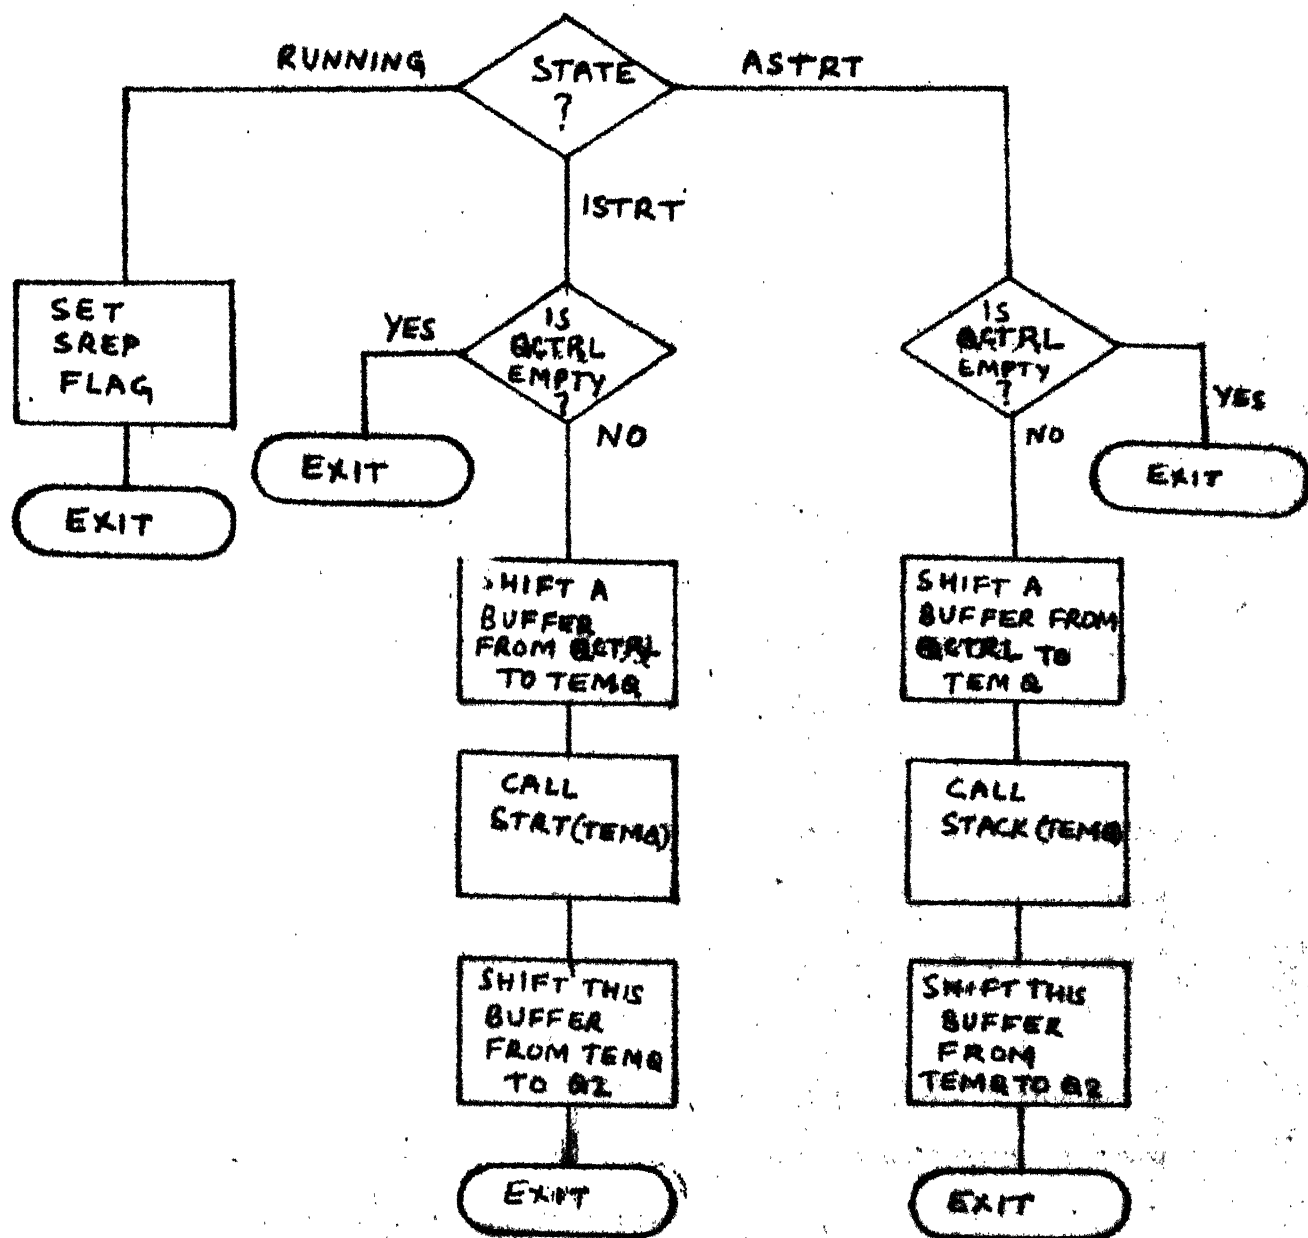 RUNNING
STATE
?
ASTRT
ISTRT
SET
SREP
FLAG
EXIT
YES
IS
QCTRL
EMPTY
?
NO
EXIT
IS
QCTRL
EMPTY
?
YES
NO
EXIT
SHIFT A
BUFFER
FROM QCTRL
TO TEMQ
SHIFT A
BUFFER FROM
QCTRL TO
TEMQ
CALL
STRT(TEMQ)
CALL
STACK(TEMQ)
SHIFT THIS
BUFFER
FROM TEMQ
TO Q2
SHIFT THIS
BUFFER
FROM
TEMQ TO Q2
EXIT
EXIT